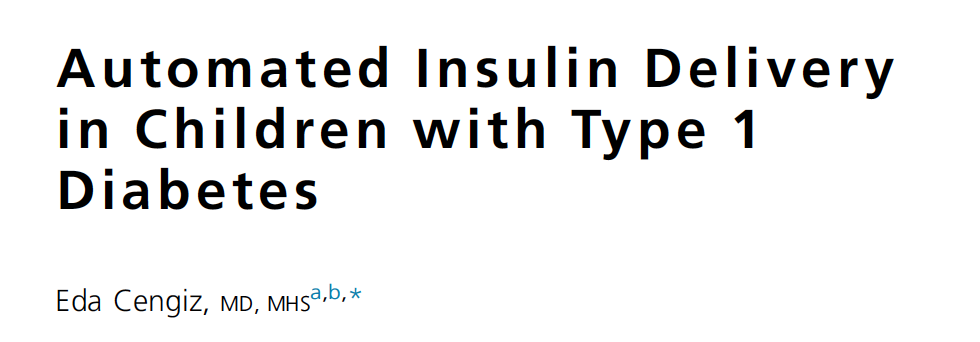 Automated Insulin Delivery
in Children with Type 1
Diabetes
Eda Cengiz, MD, MHSa,b,*